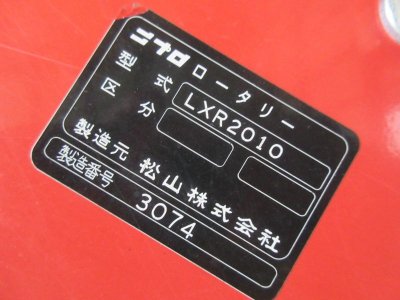 ニプロ ロータリー
型式 LXR2010
区分
製造元 松山株式会社
製造番号 3074